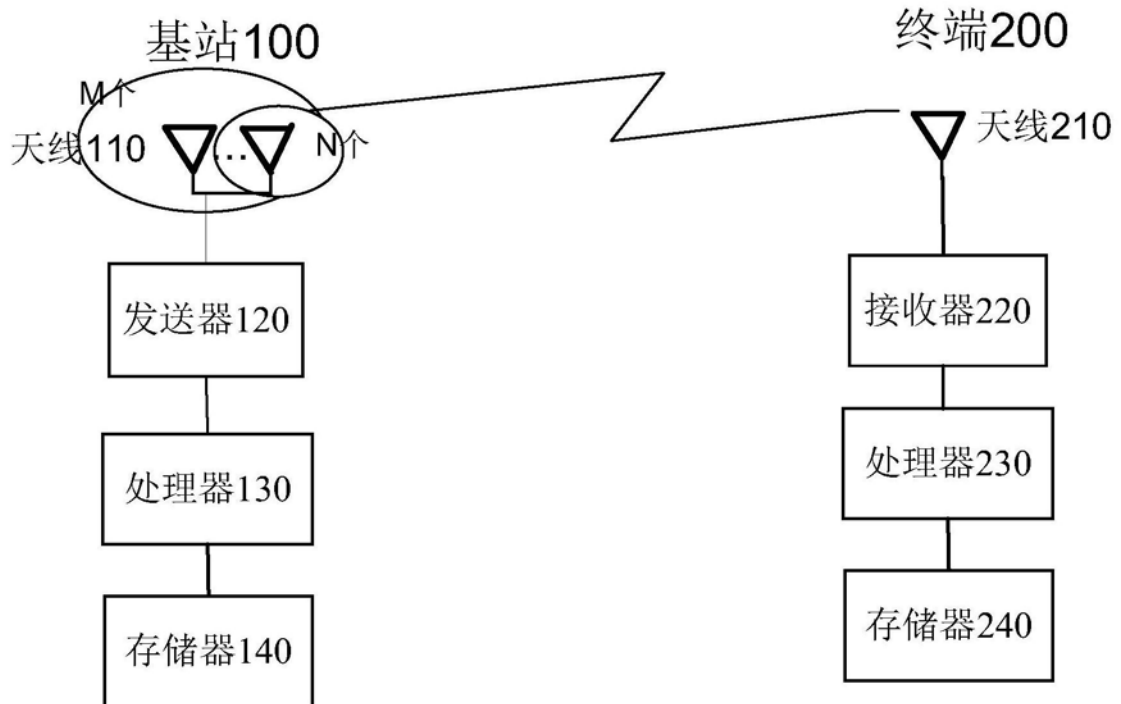 基站100
M个
天线110
...
N个
发送器120
处理器130
存储器140
终端200
天线210
接收器220
处理器230
存储器240